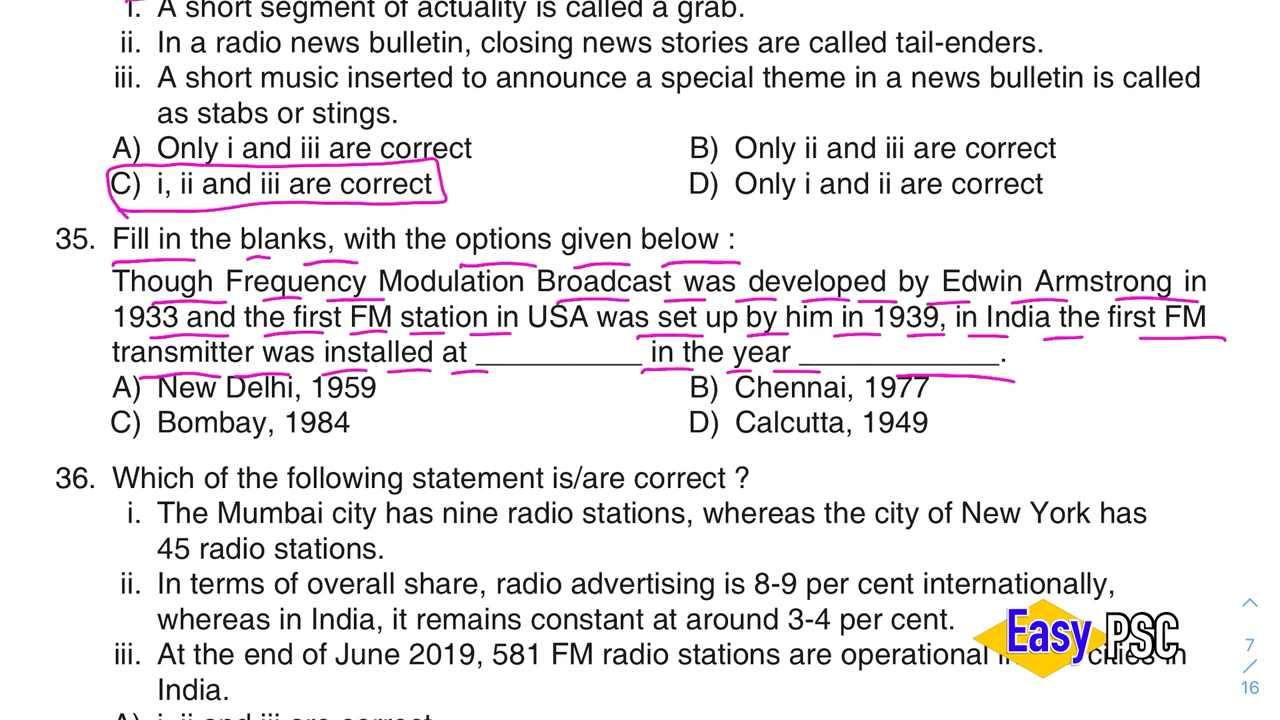 i. A short segment of actuality is called a grab.
ii. In a radio news bulletin, closing news stories are called tail-enders.
iii. A short music inserted to announce a special theme in a news bulletin is called
as stabs or stings.
A) Only i and iii are correct
B) Only ii and iii are correct
C) i, ii and iii are correct
D) Only i and ii are correct
35. Fill in the blanks, with the options given below :
Though Frequency Modulation Broadcast was developed by Edwin Armstrong in
1933 and the first FM station in USA was set up by him in 1939, in India the first FM
transmitter was installed at ___________ in the year _____________.
A) New Delhi, 1959
B) Chennai, 1977
C) Bombay, 1984
D) Calcutta, 1949
36. Which of the following statement is/are correct ?
i. The Mumbai city has nine radio stations, whereas the city of New York has
45 radio stations.
ii. In terms of overall share, radio advertising is 8-9 per cent internationally,
whereas in India, it remains constant at around 3-4 per cent.
iii. At the end of June 2019, 581 FM radio stations are operational cities in
India.
A) i, ii and iii are correct
Easy PSC
7
/
16